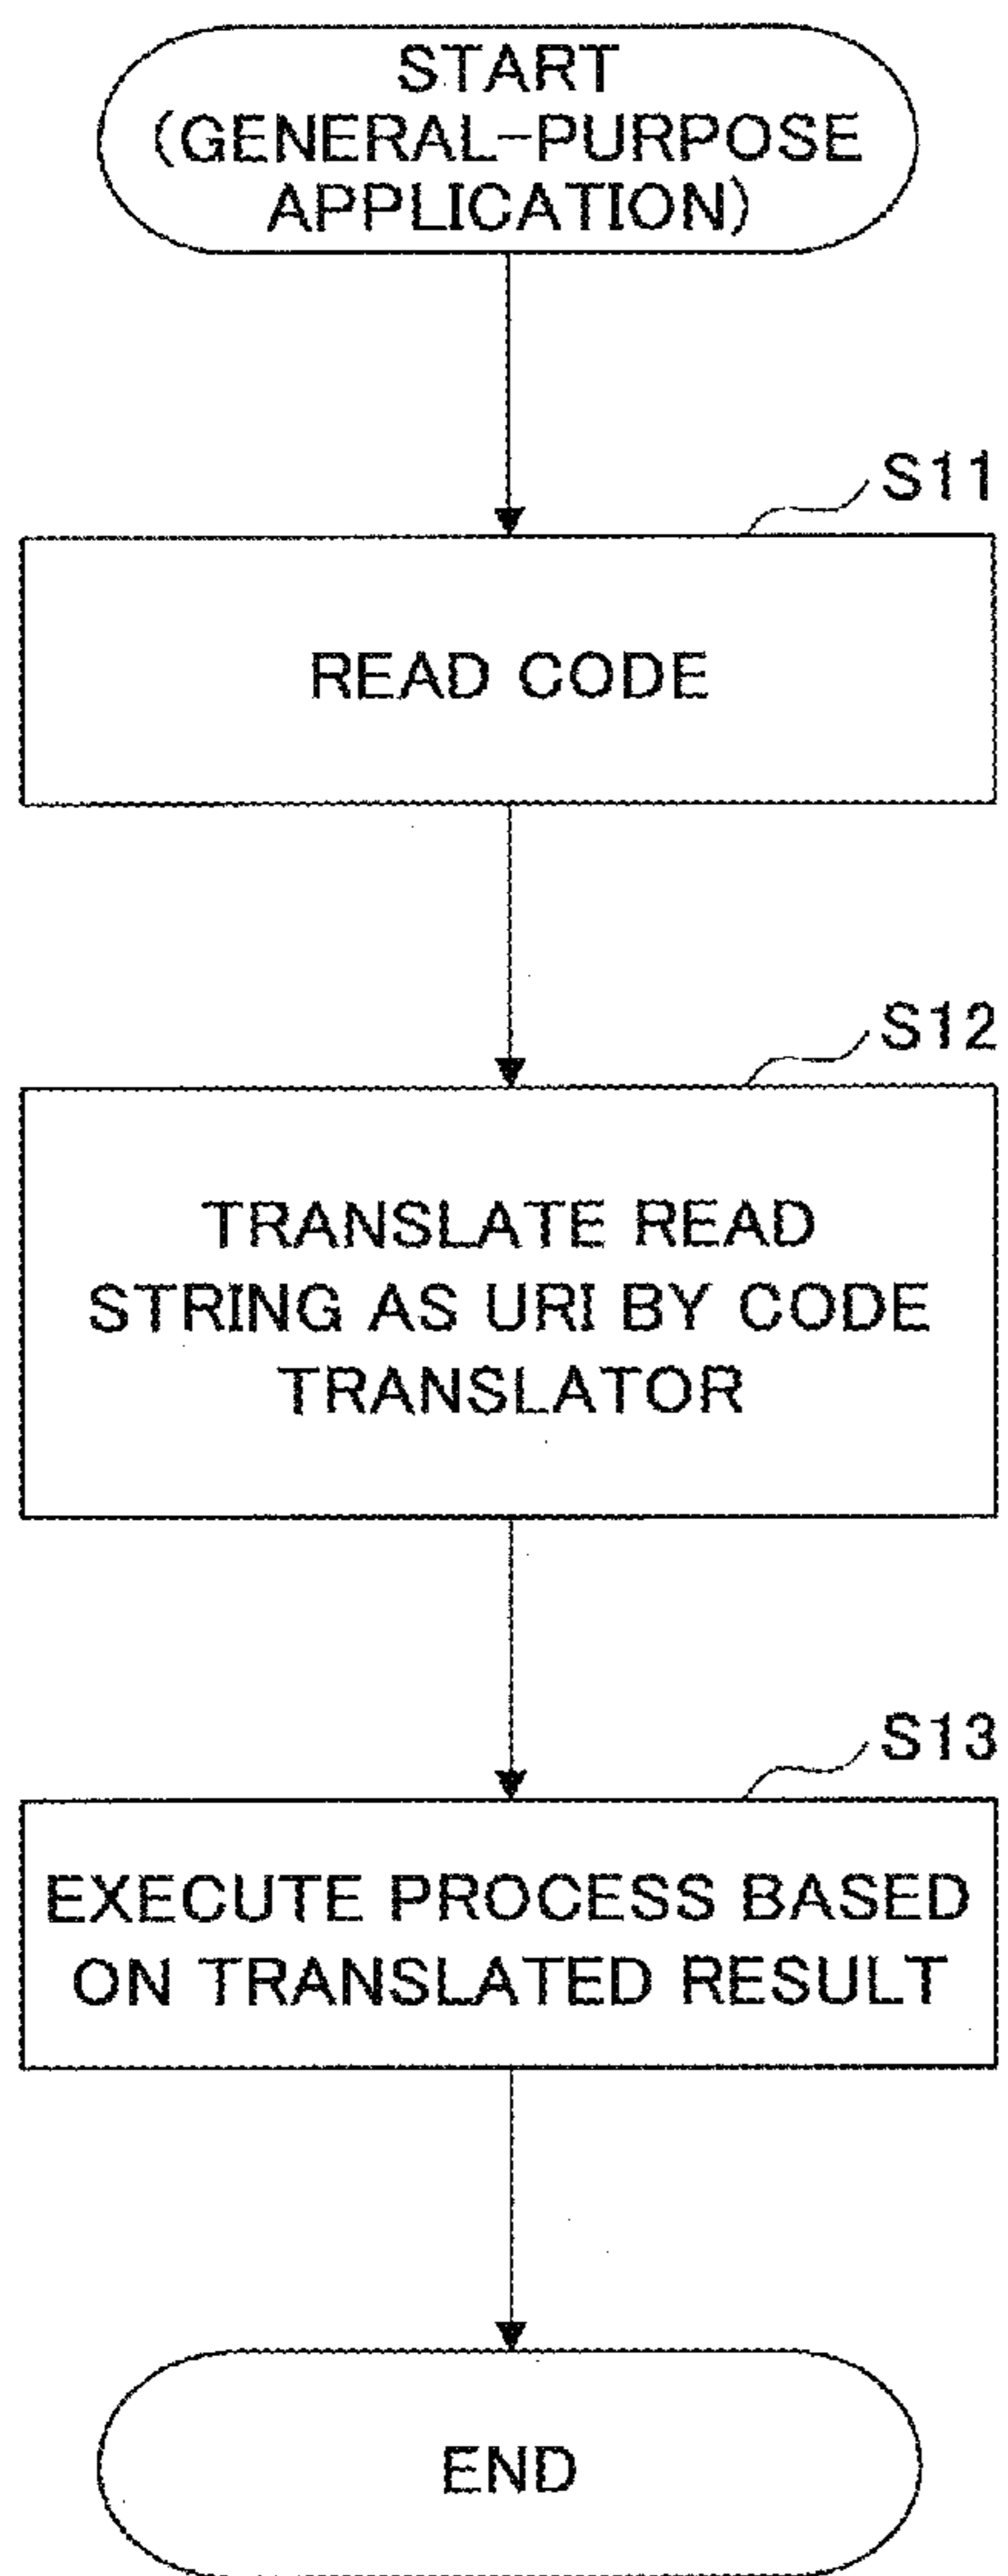 START
(GENERAL-PURPOSE
APPLICATION)
S11
READ CODE
S12
TRANSLATE READ
STRING AS URI BY CODE
TRANSLATOR
S13
EXECUTE PROCESS BASED
ON TRANSLATED RESULT
END